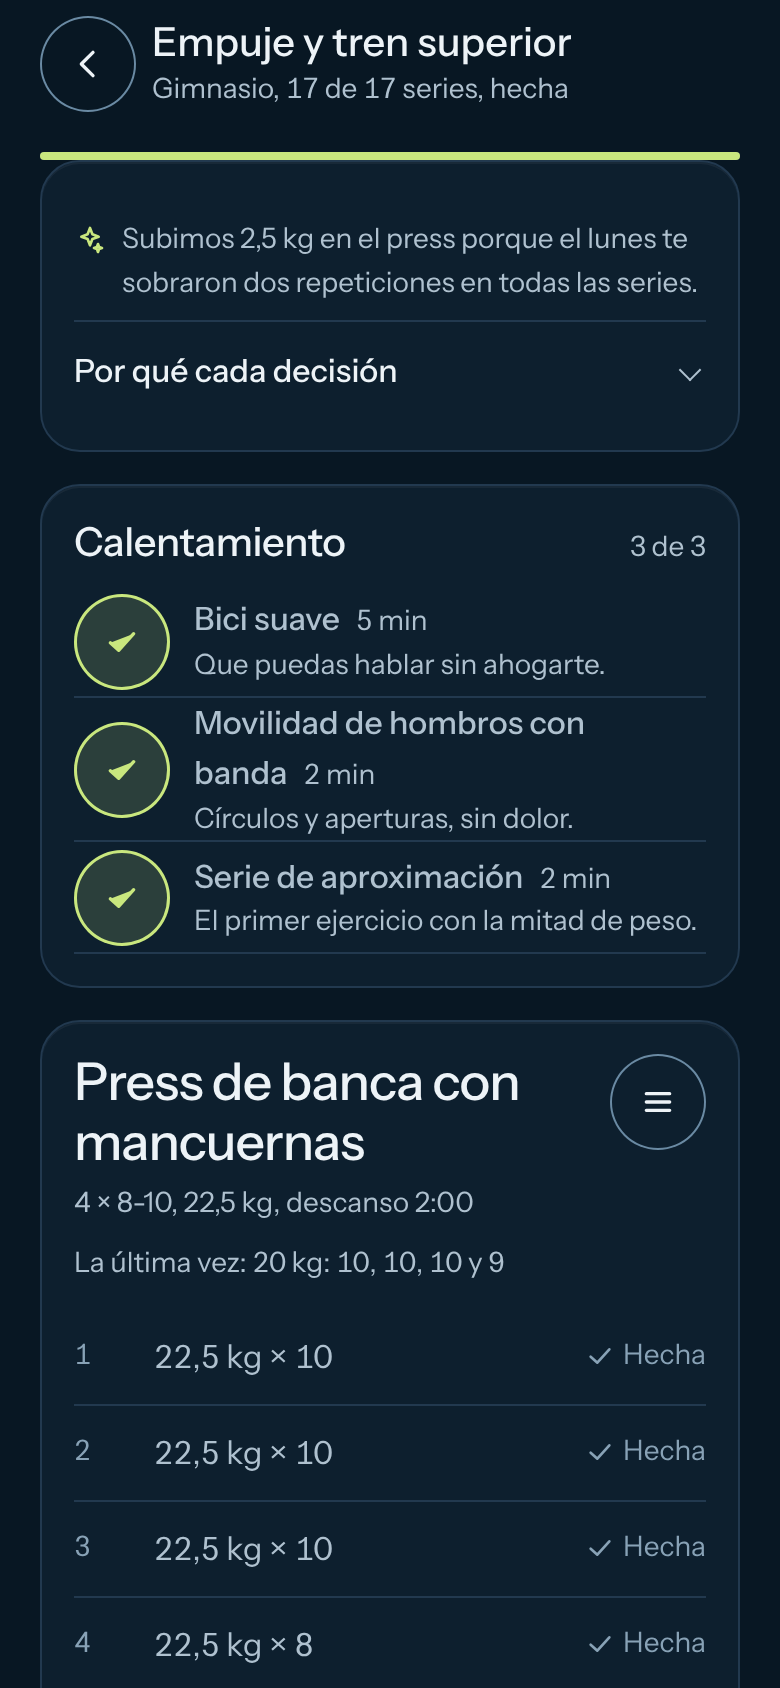 Empuje y tren superior
Gimnasio, 17 de 17 series, hecha
Subimos 2,5 kg en el press porque el lunes te
sobraron dos repeticiones en todas las series.
Por qué cada decisión
Calentamiento
3 de 3
Bici suave 5 min
Que puedas hablar sin ahogarte.
Movilidad de hombros con
banda 2 min
Círculos y aperturas, sin dolor.
Serie de aproximación 2 min
El primer ejercicio con la mitad de peso.
Press de banca con
mancuernas
4 × 8-10, 22,5 kg, descanso 2:00
La última vez: 20 kg: 10, 10, 10 y 9
1 22,5 kg × 10 Hecha
2 22,5 kg × 10 Hecha
3 22,5 kg × 10 Hecha
4 22,5 kg × 8 Hecha